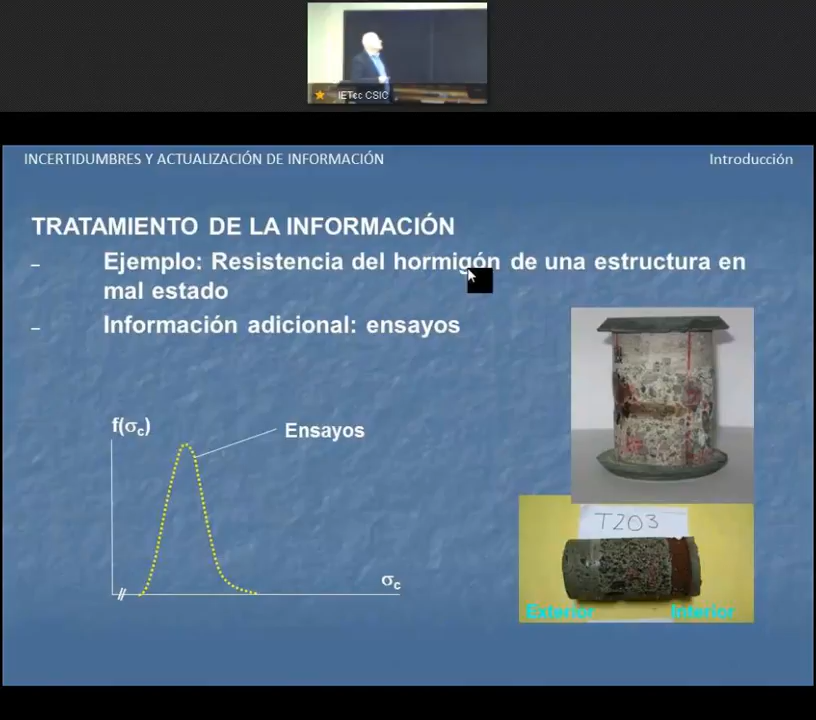 IETcc CSIC
INCERTIDUMBRES Y ACTUALIZACIÓN DE INFORMACIÓN
Introducción
TRATAMIENTO DE LA INFORMACIÓN
– Ejemplo: Resistencia del hormigón de una estructura en
mal estado
– Información adicional: ensayos
f(σc)
Ensayos
σc
T203
Exterior
Interior